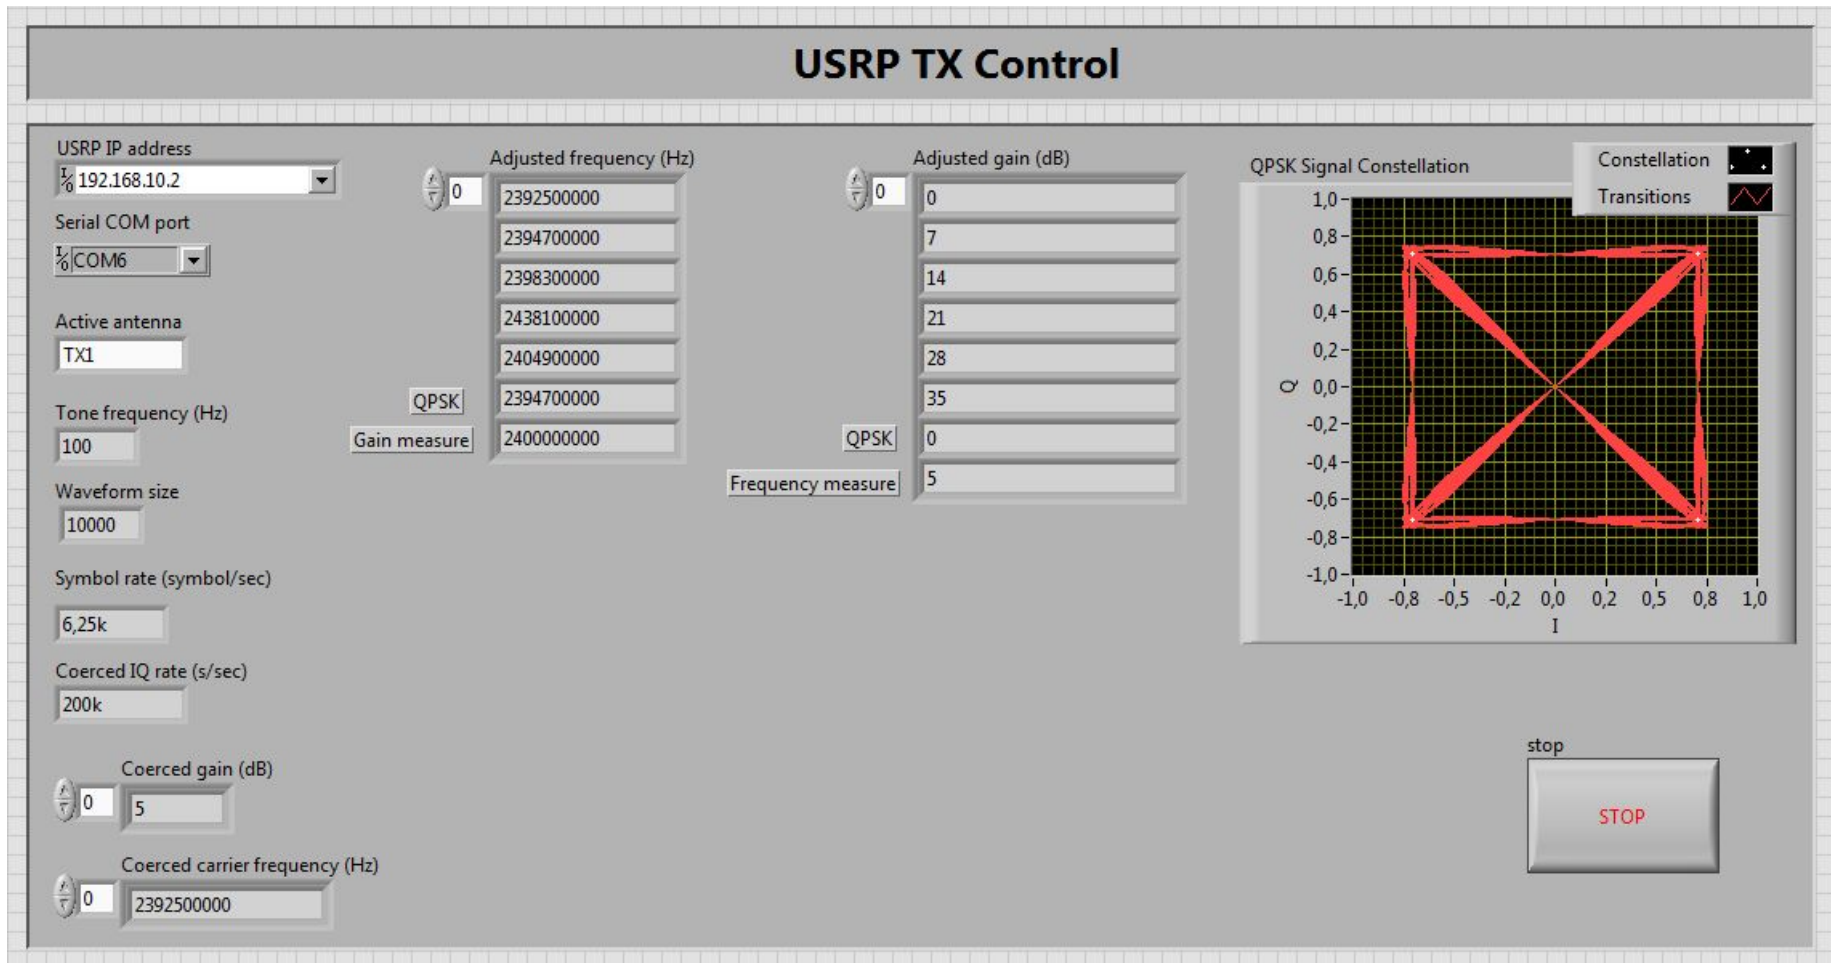 USRP TX Control
USRP IP address
192.168.10.2
Serial COM port
COM6
Active antenna
TX1
Tone frequency (Hz)
100
Waveform size
10000
Symbol rate (symbol/sec)
6,25k
Coerced IQ rate (s/sec)
200k
Coerced gain (dB)
0
5
Coerced carrier frequency (Hz)
0
2392500000
Adjusted frequency (Hz)
0
2392500000
2394700000
2398300000
2438100000
2404900000
QPSK
2394700000
Gain measure
2400000000
Adjusted gain (dB)
0
0
7
14
21
28
35
QPSK
0
Frequency measure
5
QPSK Signal Constellation
Constellation
Transitions
1,0
0,8
0,6
0,4
0,2
Q
0,0
-0,2
-0,4
-0,6
-0,8
-1,0
-1,0 -0,8 -0,5 -0,2 0,0 0,2 0,5 0,8 1,0
I
stop
STOP